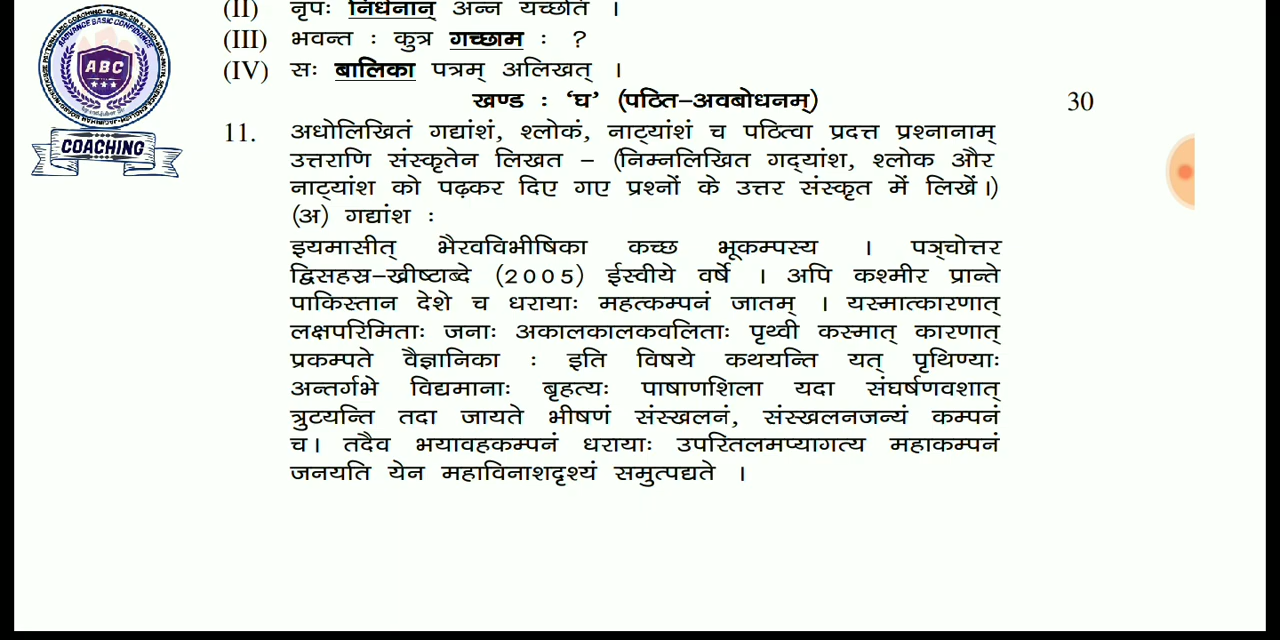 (II) नृपः निर्धनान् अन्न यच्छति ।
(III) भवन्त : कुत्र गच्छाम : ?
(IV) सः बालिका पत्रम् अलिखत् ।
खण्ड : ‘घ’ (पठित–अवबोधनम्) 30
11. अधोलिखितं गद्यांशं, श्लोकं, नाट्यांशं च पठित्वा प्रदत्त प्रश्नानाम्
उत्तराणि संस्कृतेन लिखत – (निम्नलिखित गद्यांश, श्लोक और
नाट्यांश को पढ़कर दिए गए प्रश्नों के उत्तर संस्कृत में लिखें।)
(अ) गद्यांश :
इयमासीत् भैरवविभीषिका कच्छ भूकम्पस्य । पञ्चोत्तर
द्विसहस्र–ख्रीष्टाब्दे (2005) ईस्वीये वर्षे । अपि कश्मीर प्रान्ते
पाकिस्तान देशे च धरायाः महत्कम्पनं जातम् । यस्मात्कारणात्
लक्षपरिमिताः जनाः अकालकालकवलिताः पृथ्वी कस्मात् कारणात्
प्रकम्पते वैज्ञानिका : इति विषये कथयन्ति यत् पृथिण्याः
अन्तर्गभे विद्यमानाः बृहत्यः पाषाणशिला यदा संघर्षणवशात्
त्रुटयन्ति तदा जायते भीषणं संस्खलनं, संस्खलनजन्यं कम्पनं
च। तदैव भयावहकम्पनं धरायाः उपरितलमप्यागत्य महाकम्पनं
जनयति येन महाविनाशदृश्यं समुत्पद्यते ।
ABC
COACHING